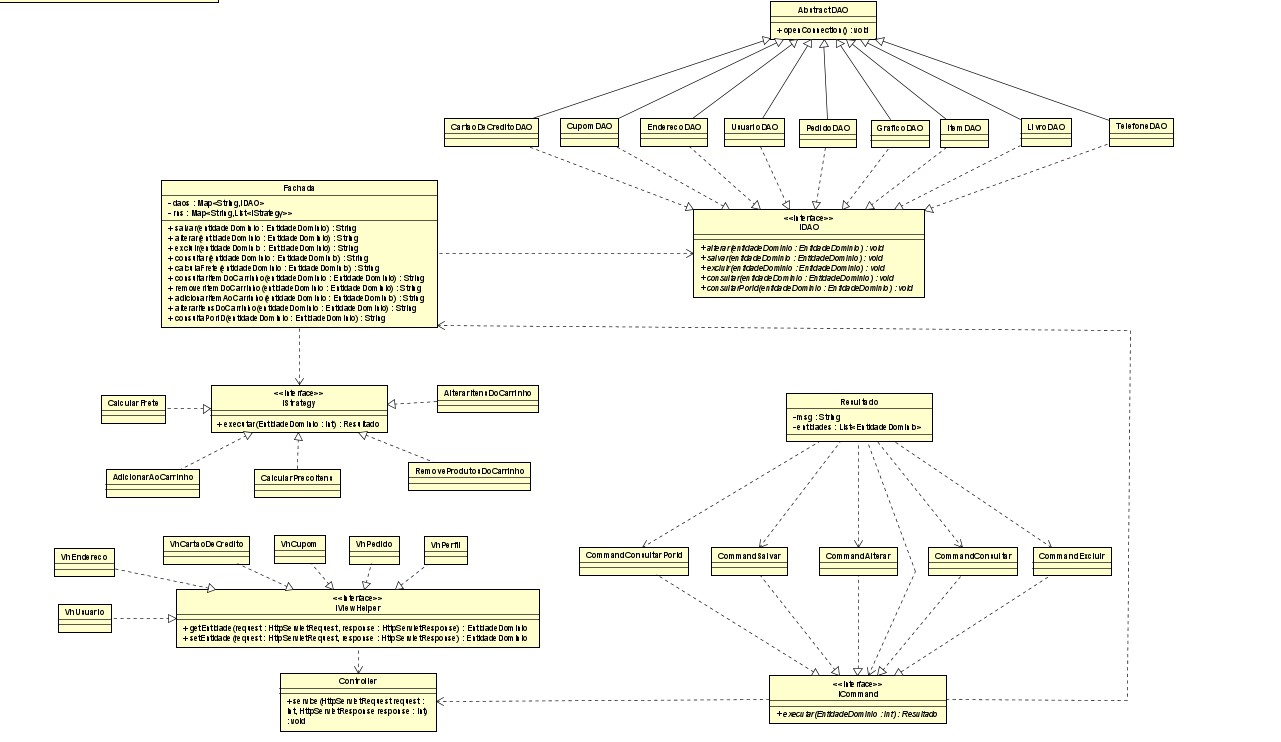 AbstractDAO
+ openConnection() : void
CartaoDeCreditoDAO
CupomDAO
EnderecoDAO
UsuarioDAO
PedidoDAO
GraficoDAO
ItemDAO
LivroDAO
TelefoneDAO
Fachada
- daos : Map<String,IDAO>
- rns : Map<String,List<IStrategy>>
+ salvar(entidadeDominio : EntidadeDominio) : String
+ alterar(entidadeDominio : EntidadeDominio) : String
+ excluir(entidadeDominio : EntidadeDominio) : String
+ consultar(entidadeDominio : EntidadeDominio) : String
+ calculaFrete(entidadeDominio : EntidadeDominio) : String
+ consultarItemDoCarrinho(entidadeDominio : EntidadeDominio) : String
+ removerItemDoCarrinho(entidadeDominio : EntidadeDominio) : String
+ adicionarItemAoCarrinho(entidadeDominio : EntidadeDominio) : String
+ alterarItensDoCarrinho(entidadeDominio : EntidadeDominio) : String
+ consultaPorID(entidadeDominio : EntidadeDominio) : String
<<Interface>>
IDAO
+ alterar(entidadeDominio : EntidadeDominio) : void
+ salvar(entidadeDominio : EntidadeDominio) : void
+ excluir(entidadeDominio : EntidadeDominio) : void
+ consultar(entidadeDominio : EntidadeDominio) : void
+ consultarPorId(entidadeDominio : EntidadeDominio) : void
CalcularFrete
<<Interface>>
IStrategy
+ executar(EntidadeDominio : int) : Resultado
AlterarItensDoCarrinho
AdicionarAoCarrinho
CalcularPrecoItens
RemoveProdutosDoCarrinho
Resultado
- msg : String
- entidades : List<EntidadeDominio>
VhEndereco
VhCartaoDeCredito
VhCupom
VhPedido
VhPerfil
VhUsuario
<<Interface>>
IViewHelper
+ getEntidade(request : HttpServletRequest, response : HttpServletResponse) : EntidadeDominio
+ setEntidade(request : HttpServletRequest, response : HttpServletResponse) : EntidadeDominio
CommandConsultarPorId
CommandSalvar
CommandAlterar
CommandConsultar
CommandExcluir
Controller
+ service(HttpServletRequest request :
int, HttpServletResponse response : int)
: void
<<Interface>>
ICommand
+ executar(EntidadeDominio : int) : Resultado